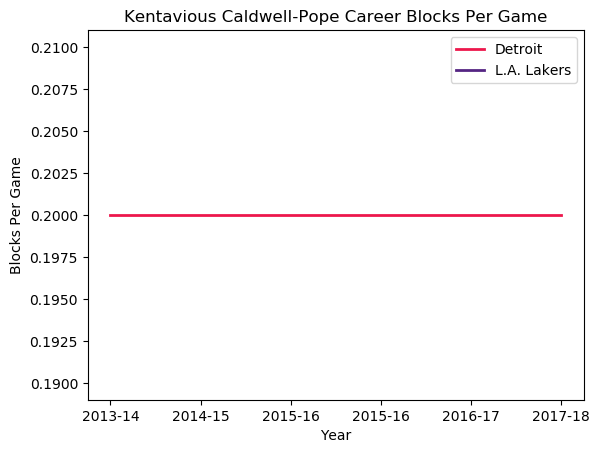 Kentavious Caldwell-Pope Career Blocks Per Game
Detroit
L.A. Lakers
Blocks Per Game
0.2100
0.2075
0.2050
0.2025
0.2000
0.1975
0.1950
0.1925
0.1900
2013-14 2014-15 2015-16 2015-16 2016-17 2017-18
Year